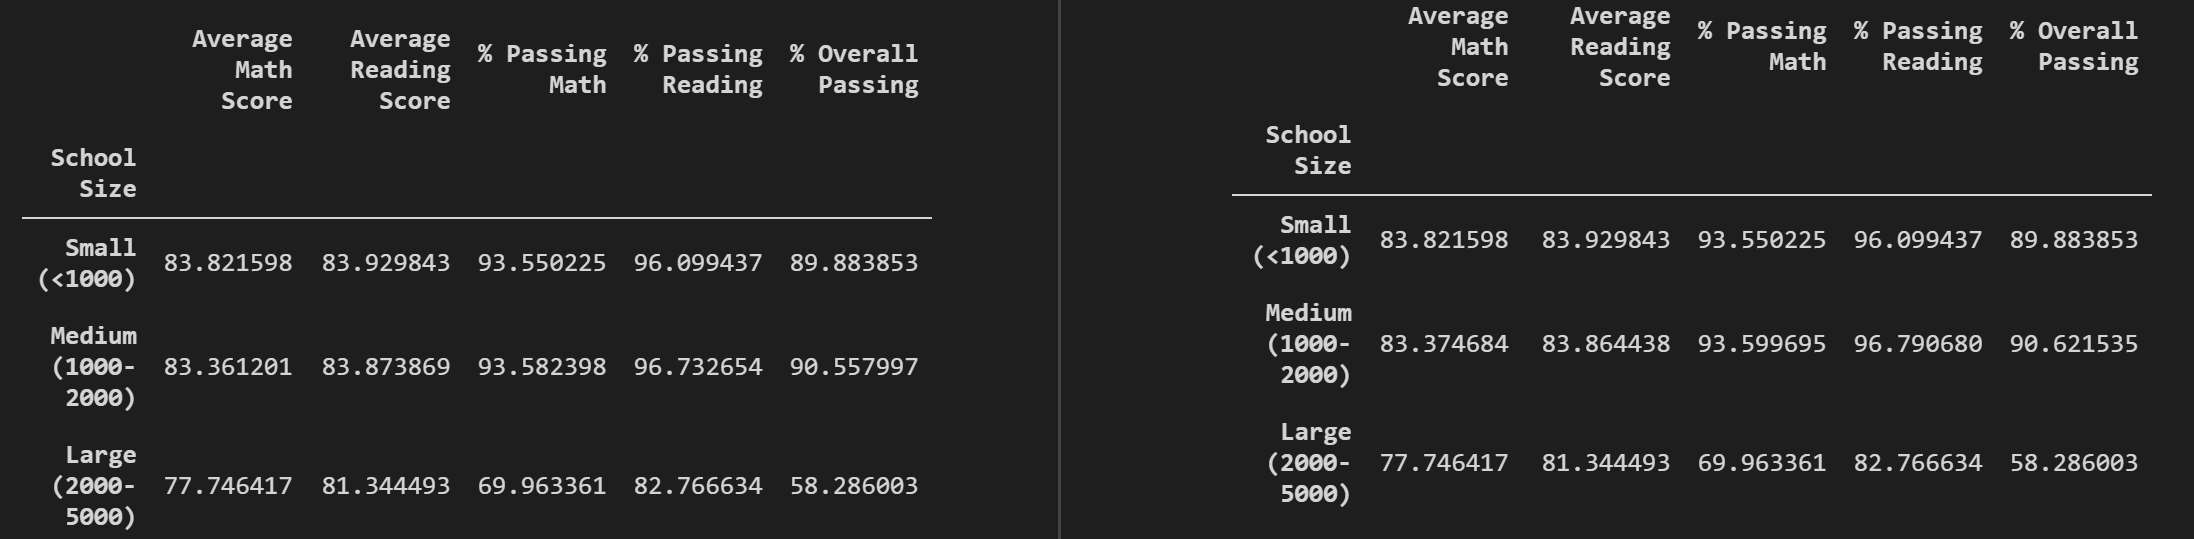 Average Math Score Average Reading Score % Passing Math % Passing Reading % Overall Passing
School Size
Small (<1000) 83.821598 83.929843 93.550225 96.099437 89.883853
Medium (1000-2000) 83.361201 83.873869 93.582398 96.732654 90.557997
Large (2000-5000) 77.746417 81.344493 69.963361 82.766634 58.286003
Average Math Score Average Reading Score % Passing Math % Passing Reading % Overall Passing
School Size
Small (<1000) 83.821598 83.929843 93.550225 96.099437 89.883853
Medium (1000-2000) 83.374684 83.864438 93.599695 96.790680 90.621535
Large (2000-5000) 77.746417 81.344493 69.963361 82.766634 58.286003